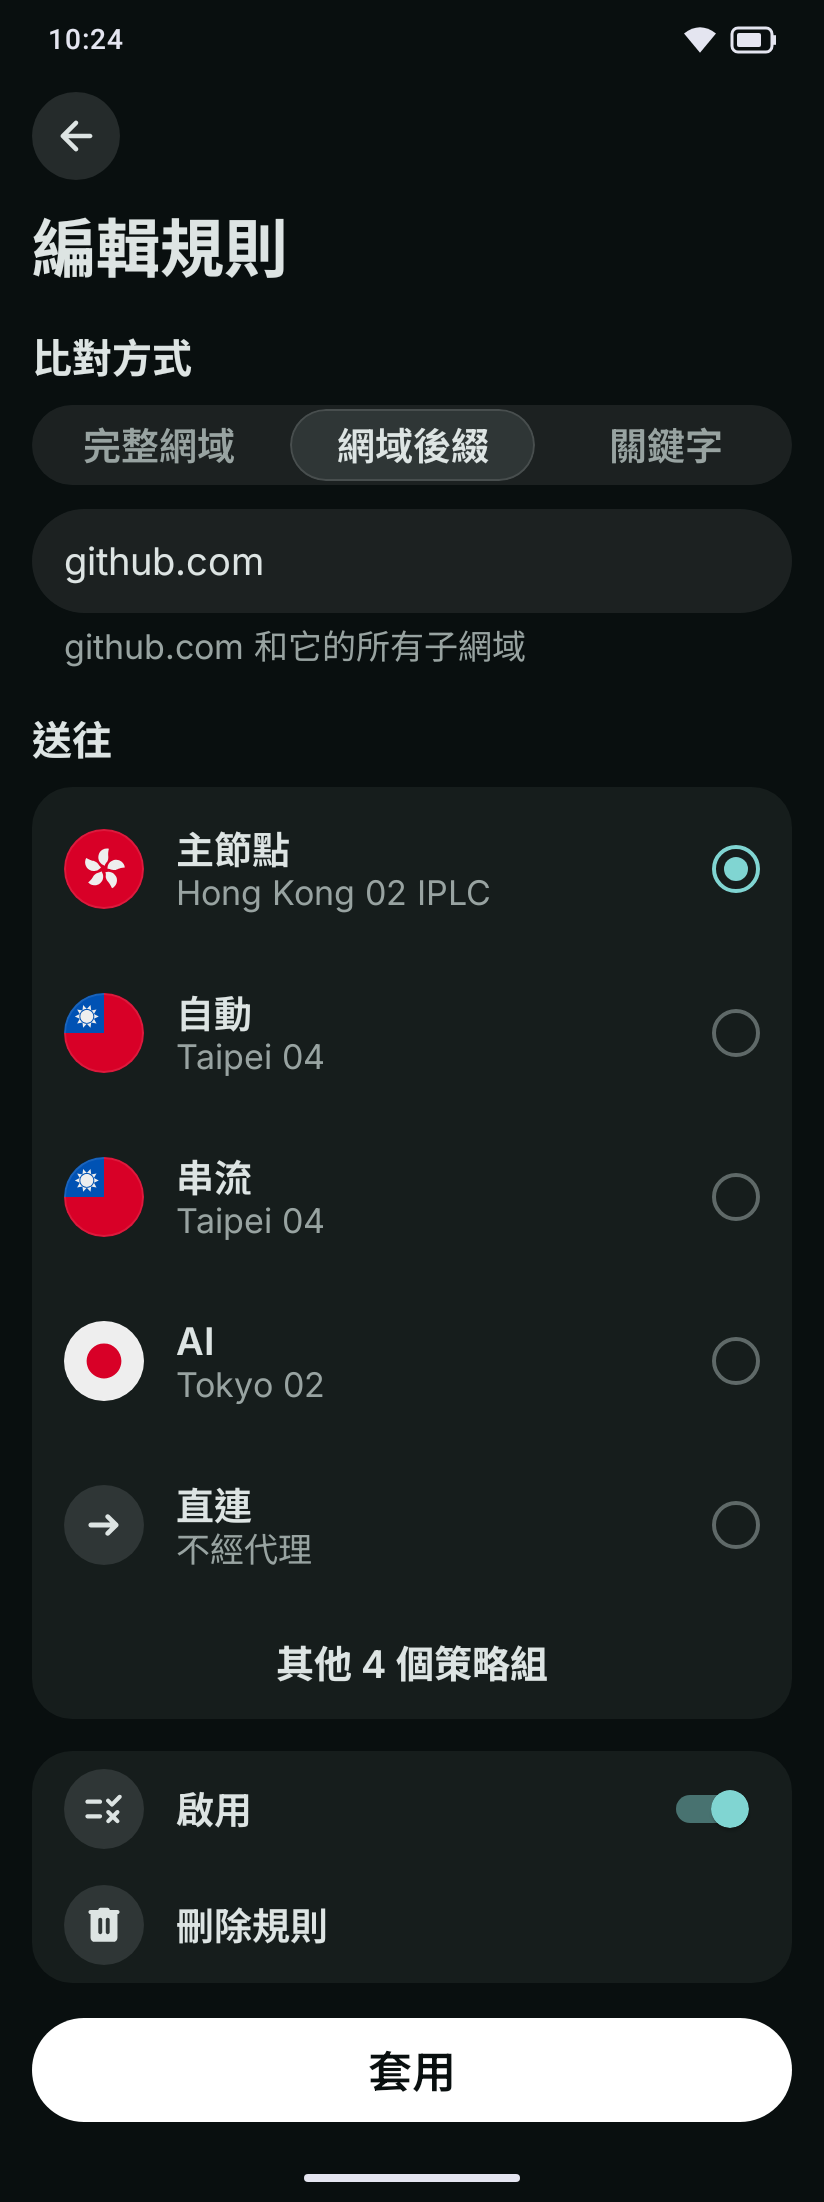 10:24
編輯規則
比對方式
完整網域
網域後綴
關鍵字
github.com
github.com 和它的所有子網域
送往
主節點
Hong Kong 02 IPLC
自動
Taipei 04
串流
Taipei 04
AI
Tokyo 02
直連
不經代理
其他 4 個策略組
啟用
刪除規則
套用